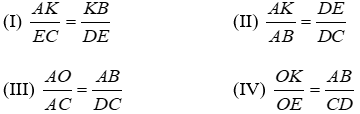 (I) AK/EC = KB/DE (II) AK/AB = DE/DC
(III) AO/AC = AB/DC (IV) OK/OE = AB/CD